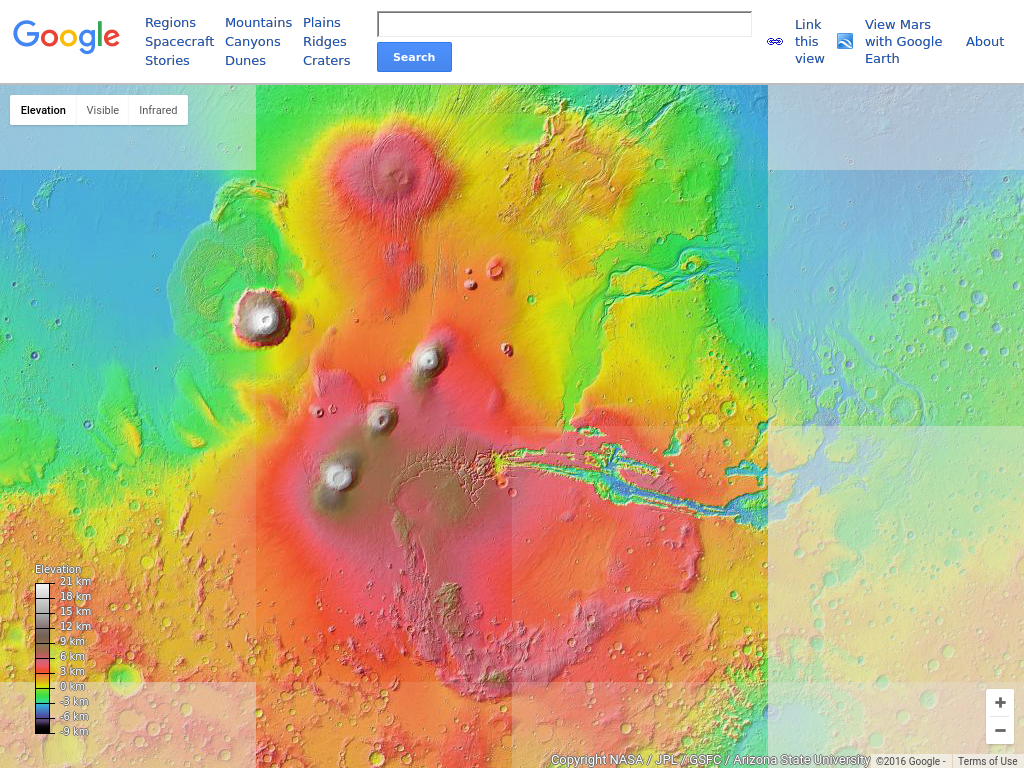 Google
Regions Mountains Plains
Spacecraft Canyons Ridges
Stories Dunes Craters
Search
Link this view
View Mars with Google Earth
About
Elevation Visible Infrared
Elevation
21 km
18 km
15 km
12 km
9 km
6 km
3 km
0 km
-3 km
-6 km
-9 km
+
−
Copyright NASA / JPL / GSFC / Arizona State University ©2016 Google - Terms of Use